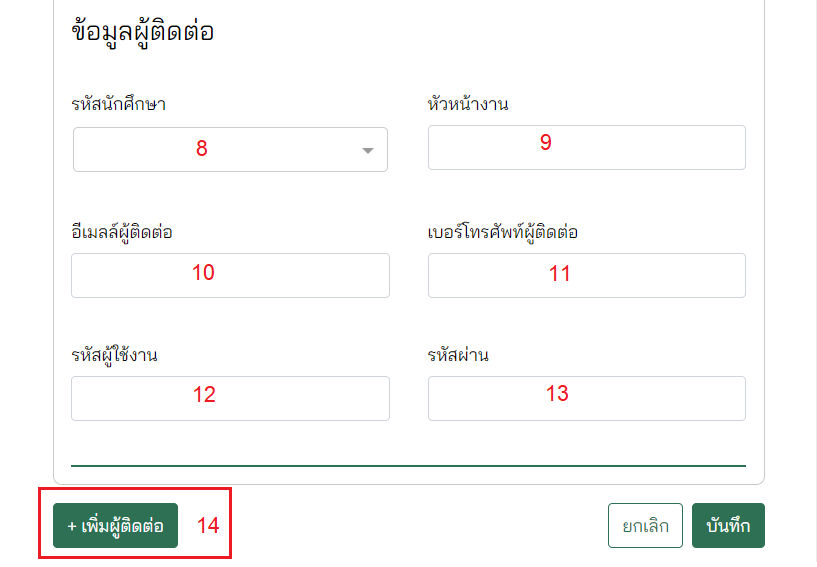 ข้อมูลผู้ติดต่อ
รหัสนักศึกษา หัวหน้างาน
8 9
อีเมลล์ผู้ติดต่อ เบอร์โทรศัพท์ผู้ติดต่อ
10 11
รหัสผู้ใช้งาน รหัสผ่าน
12 13
+ เพิ่มผู้ติดต่อ 14 ยกเลิก บันทึก